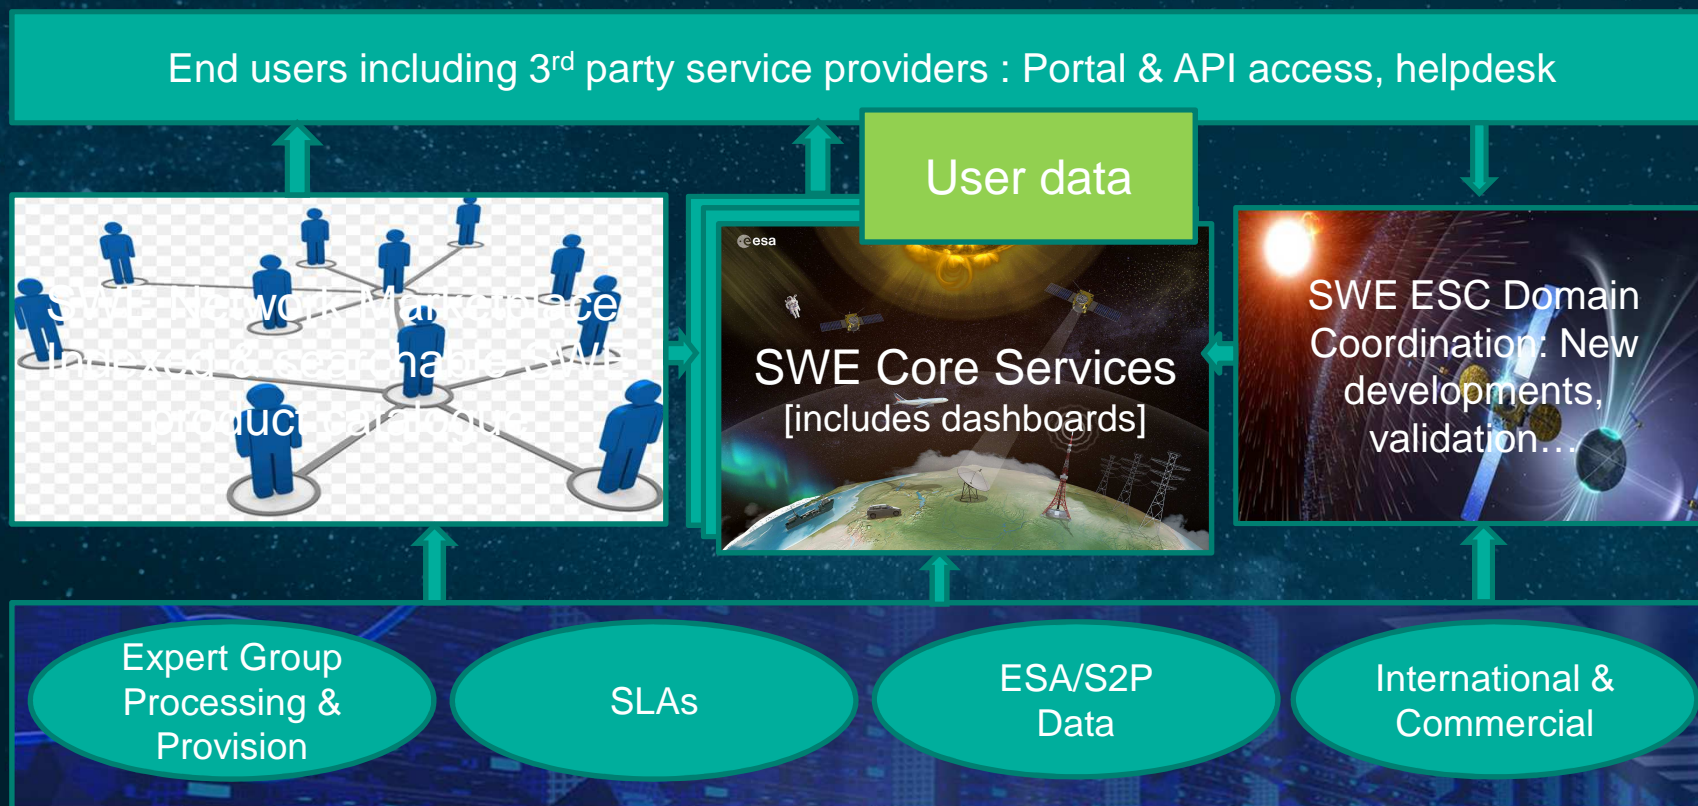 End users including 3rd party service providers : Portal & API access, helpdesk
User data
esa
SWE Network Marketplace
Indexed SWE
product catalogue
SWE Core Services
[includes dashboards]
SWE ESC Domain
Coordination: New
developments,
validation…
Expert Group
Processing &
Provision
SLAs
ESA/S2P
Data
International &
Commercial